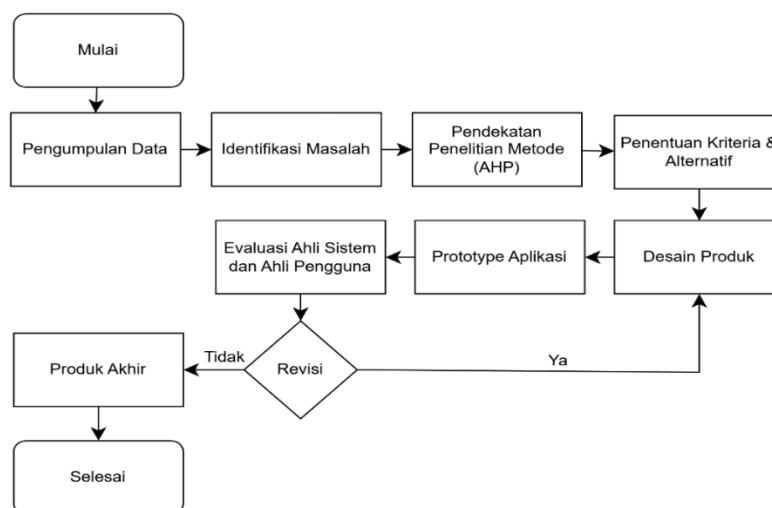 Mulai
Pengumpulan Data
Identifikasi Masalah
Pendekatan
Penelitian Metode
(AHP)
Penentuan Kriteria &
Alternatif
Desain Produk
Prototype Aplikasi
Evaluasi Ahli Sistem
dan Ahli Pengguna
Revisi
Ya
Tidak
Produk Akhir
Selesai